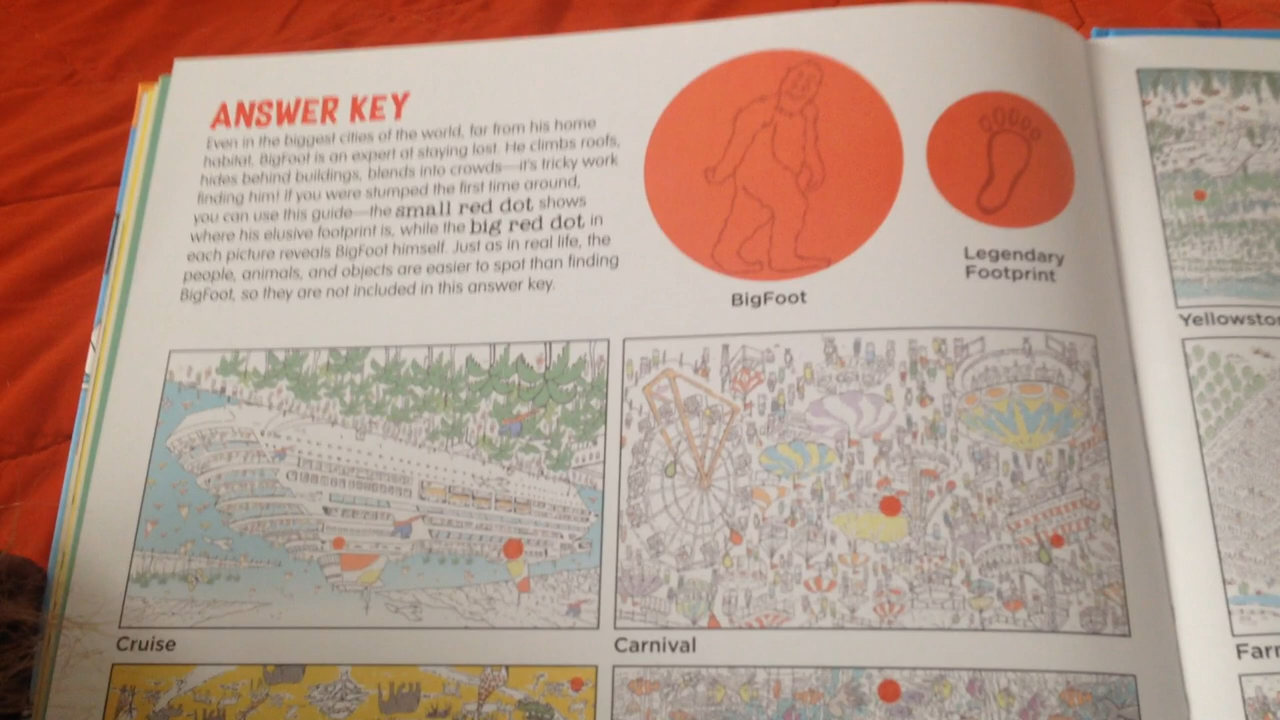 ANSWER KEY
Even in the biggest cities of the world, far from his home
habitat, BigFoot is an expert at staying lost. He climbs roofs,
hides behind buildings, blends into crowds—it's tricky work
finding him! If you were stumped the first time around,
you can use this guide—the small red dot shows
where his elusive footprint is, while the big red dot in
each picture reveals BigFoot himself. Just as in real life, the
people, animals, and objects are easier to spot than finding
BigFoot, so they are not included in this answer key.
BigFoot
Legendary
Footprint
Cruise
Carnival
Yellowsto
Farr